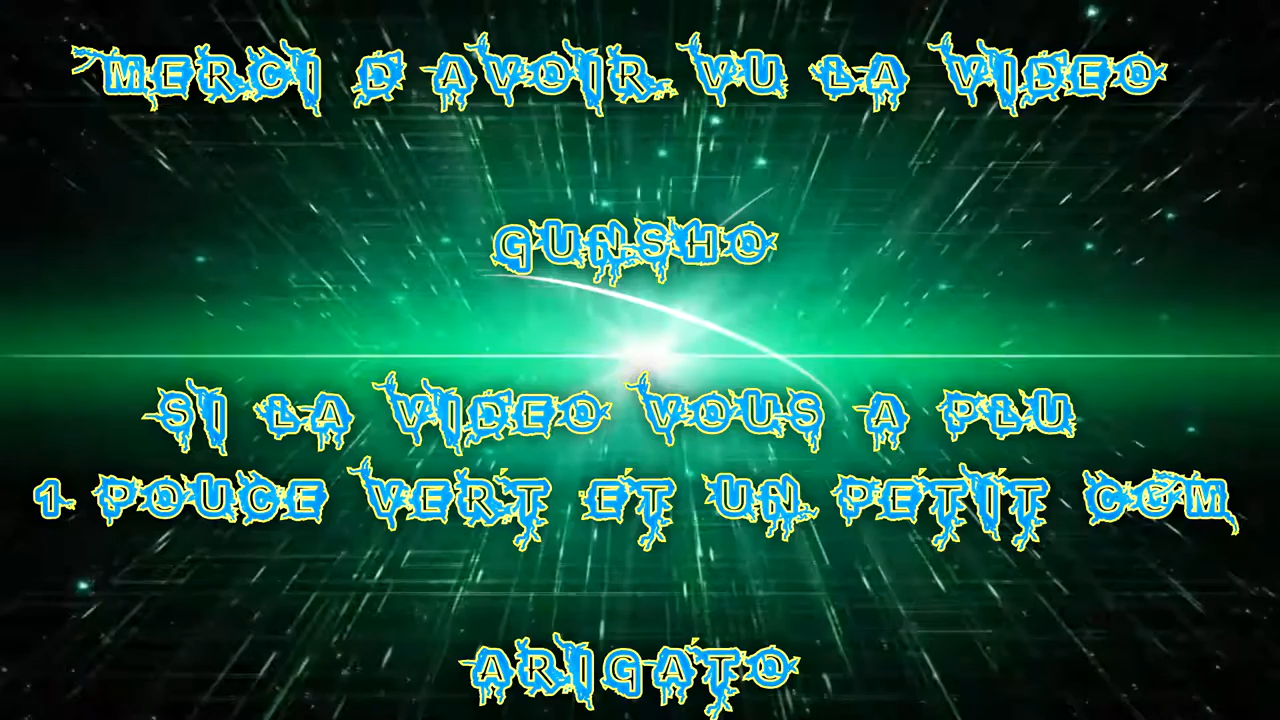 MERCI D AVOIR VU LA VIDEO
GUNSHO
SI LA VIDEO VOUS A PLU
1 POUCE VERT ET UN PETIT COM
ARIGATO